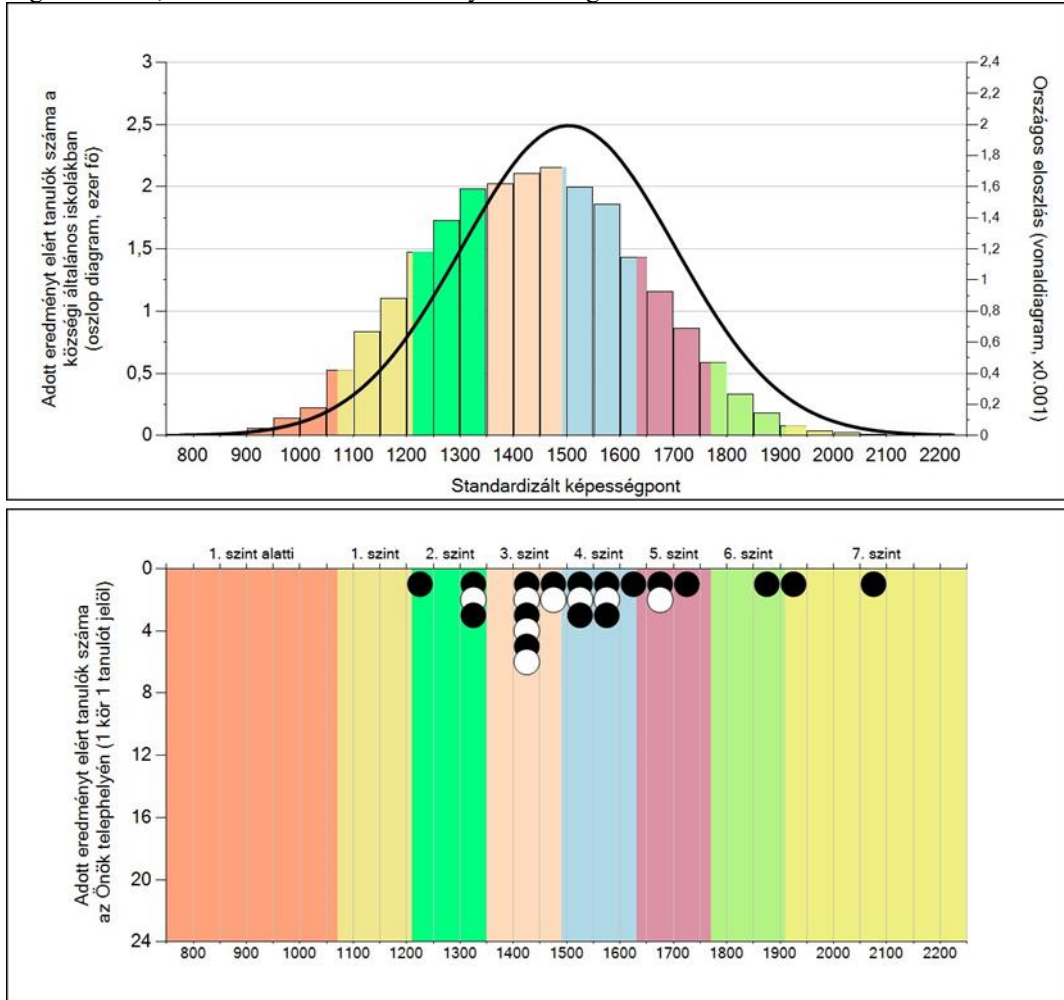 3
2,5
2
1,5
1
0,5
0
Adott eredményt elért tanulók száma a
községi általános iskolákban
(oszlop diagram, ezer fő)
2,4
2,2
2
1,8
1,6
1,4
1,2
1
0,8
0,6
0,4
0,2
0
Országos eloszlás (vonaldiagram, x0.001)
800 900 1000 1100 1200 1300 1400 1500 1600 1700 1800 1900 2000 2100 2200
Standardizált képességpont
1. szint alatti 1. szint 2. szint 3. szint 4. szint 5. szint 6. szint 7. szint
0
4
8
12
16
20
24
Adott eredményt elért tanulók száma
az Önök telephelyén (1 kör 1 tanulót jelöl)
800 900 1000 1100 1200 1300 1400 1500 1600 1700 1800 1900 2000 2100 2200